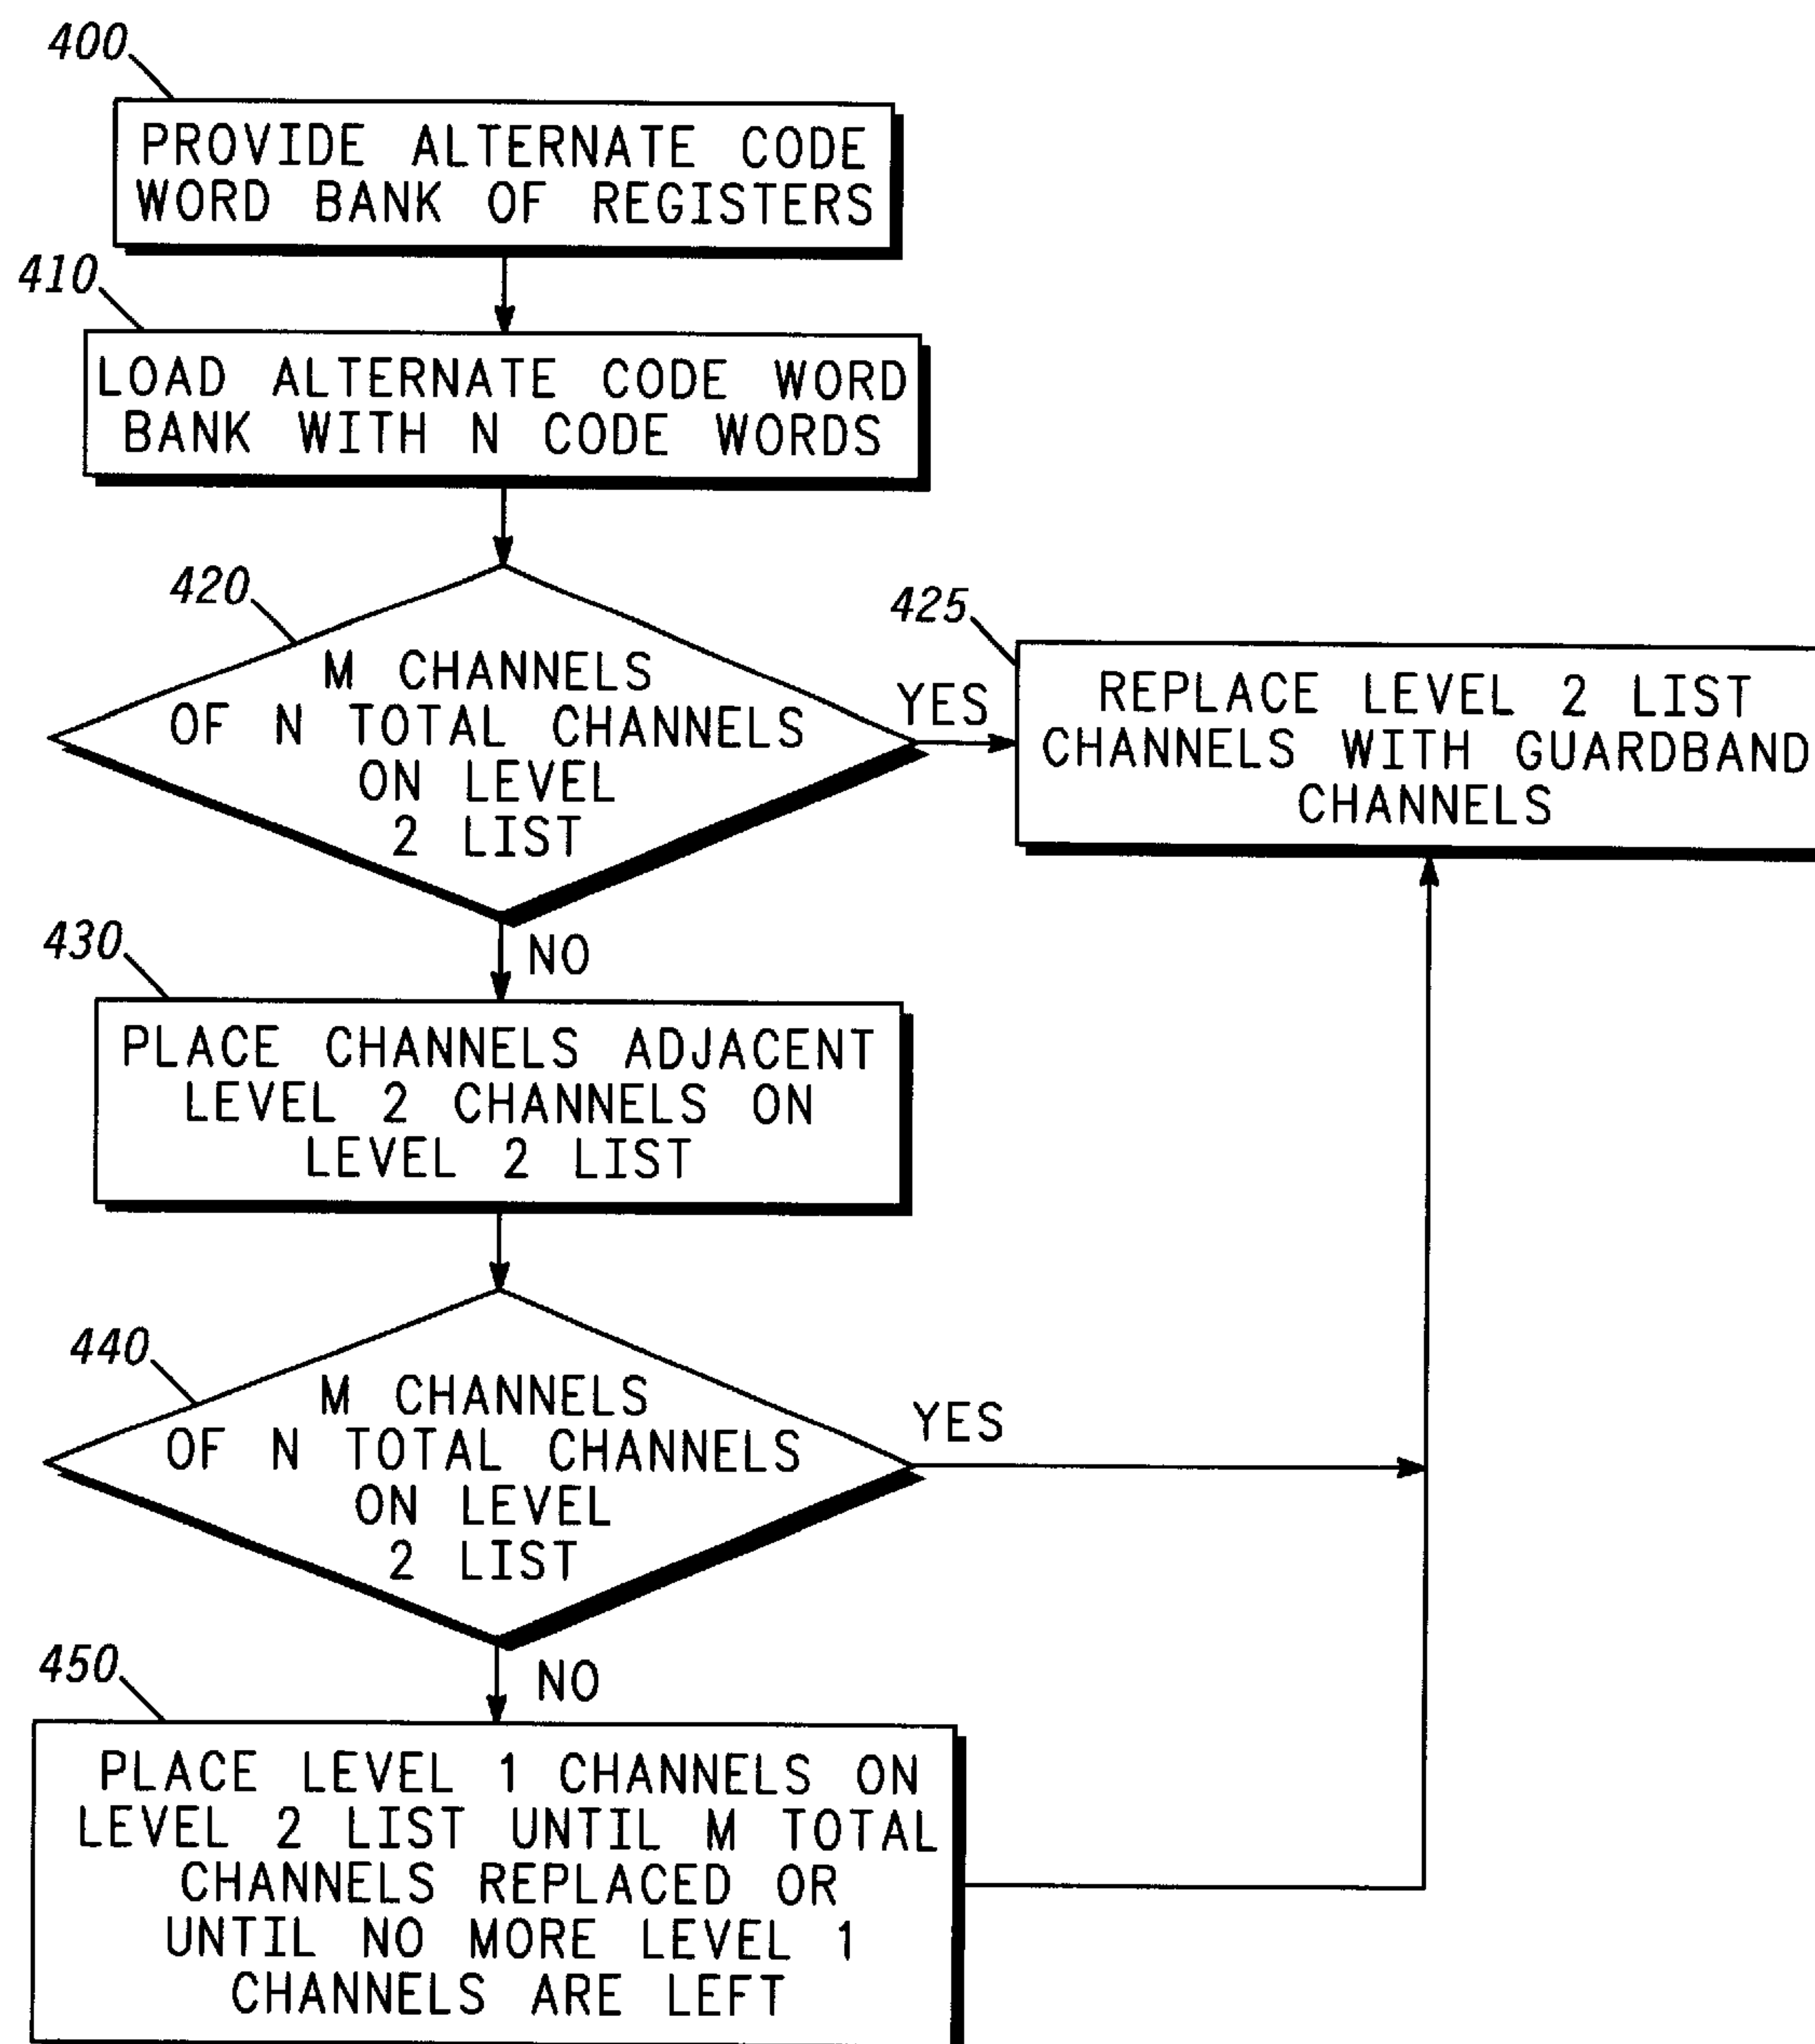 400
PROVIDE ALTERNATE CODE
WORD BANK OF REGISTERS
410
LOAD ALTERNATE CODE WORD
BANK WITH N CODE WORDS
420
M CHANNELS
OF N TOTAL CHANNELS
ON LEVEL
2 LIST
YES
425
REPLACE LEVEL 2 LIST
CHANNELS WITH GUARDBAND
CHANNELS
NO
430
PLACE CHANNELS ADJACENT
LEVEL 2 CHANNELS ON
LEVEL 2 LIST
440
M CHANNELS
OF N TOTAL CHANNELS
ON LEVEL
2 LIST
YES
NO
450
PLACE LEVEL 1 CHANNELS ON
LEVEL 2 LIST UNTIL M TOTAL
CHANNELS REPLACED OR
UNTIL NO MORE LEVEL 1
CHANNELS ARE LEFT